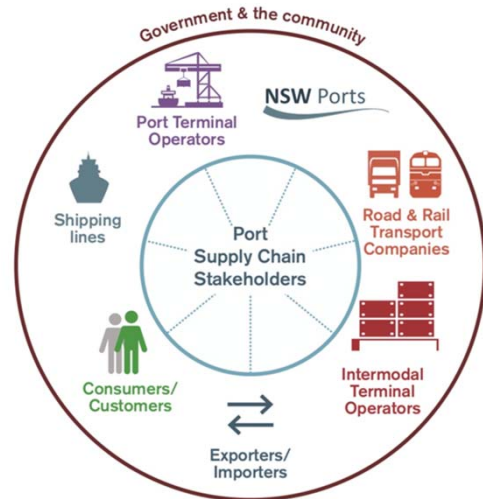 Government & the community
Port Terminal
Operators
NSW Ports
Shipping
lines
Road & Rail
Transport
Companies
Port
Supply Chain
Stakeholders
Consumers/
Customers
Intermodal
Terminal
Operators
Exporters/
Importers